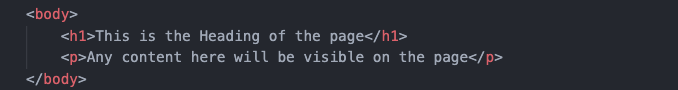 <body>
    <h1>This is the Heading of the page</h1>
    <p>Any content here will be visible on the page</p>
</body>